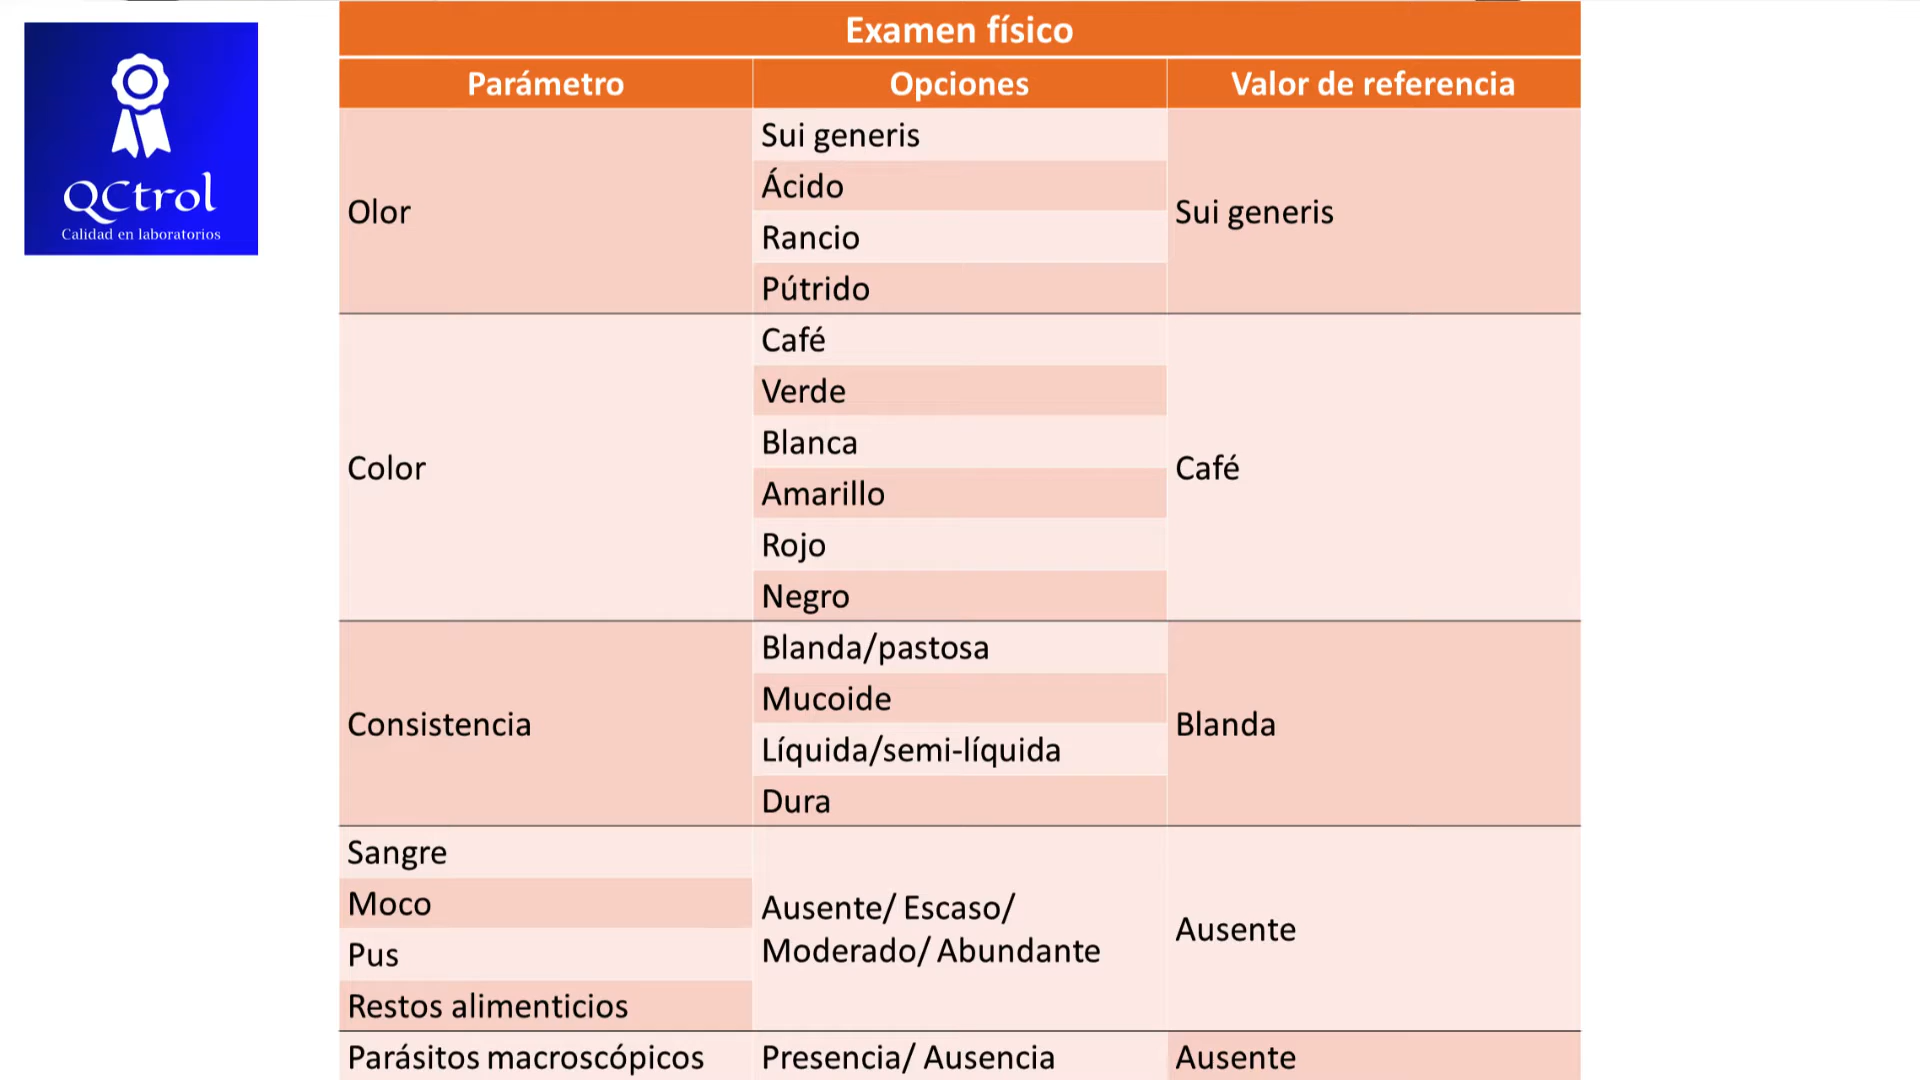 QCtrol
Calidad en laboratorios
Examen físico
Parámetro
Opciones
Valor de referencia
Olor
Sui generis
Ácido
Rancio
Pútrido
Sui generis
Color
Café
Verde
Blanca
Amarillo
Rojo
Negro
Café
Consistencia
Blanda/pastosa
Mucoide
Líquida/semi-líquida
Dura
Blanda
Sangre
Moco
Pus
Restos alimenticios
Ausente/ Escaso/
Moderado/ Abundante
Ausente
Parásitos macroscópicos
Presencia/ Ausencia
Ausente